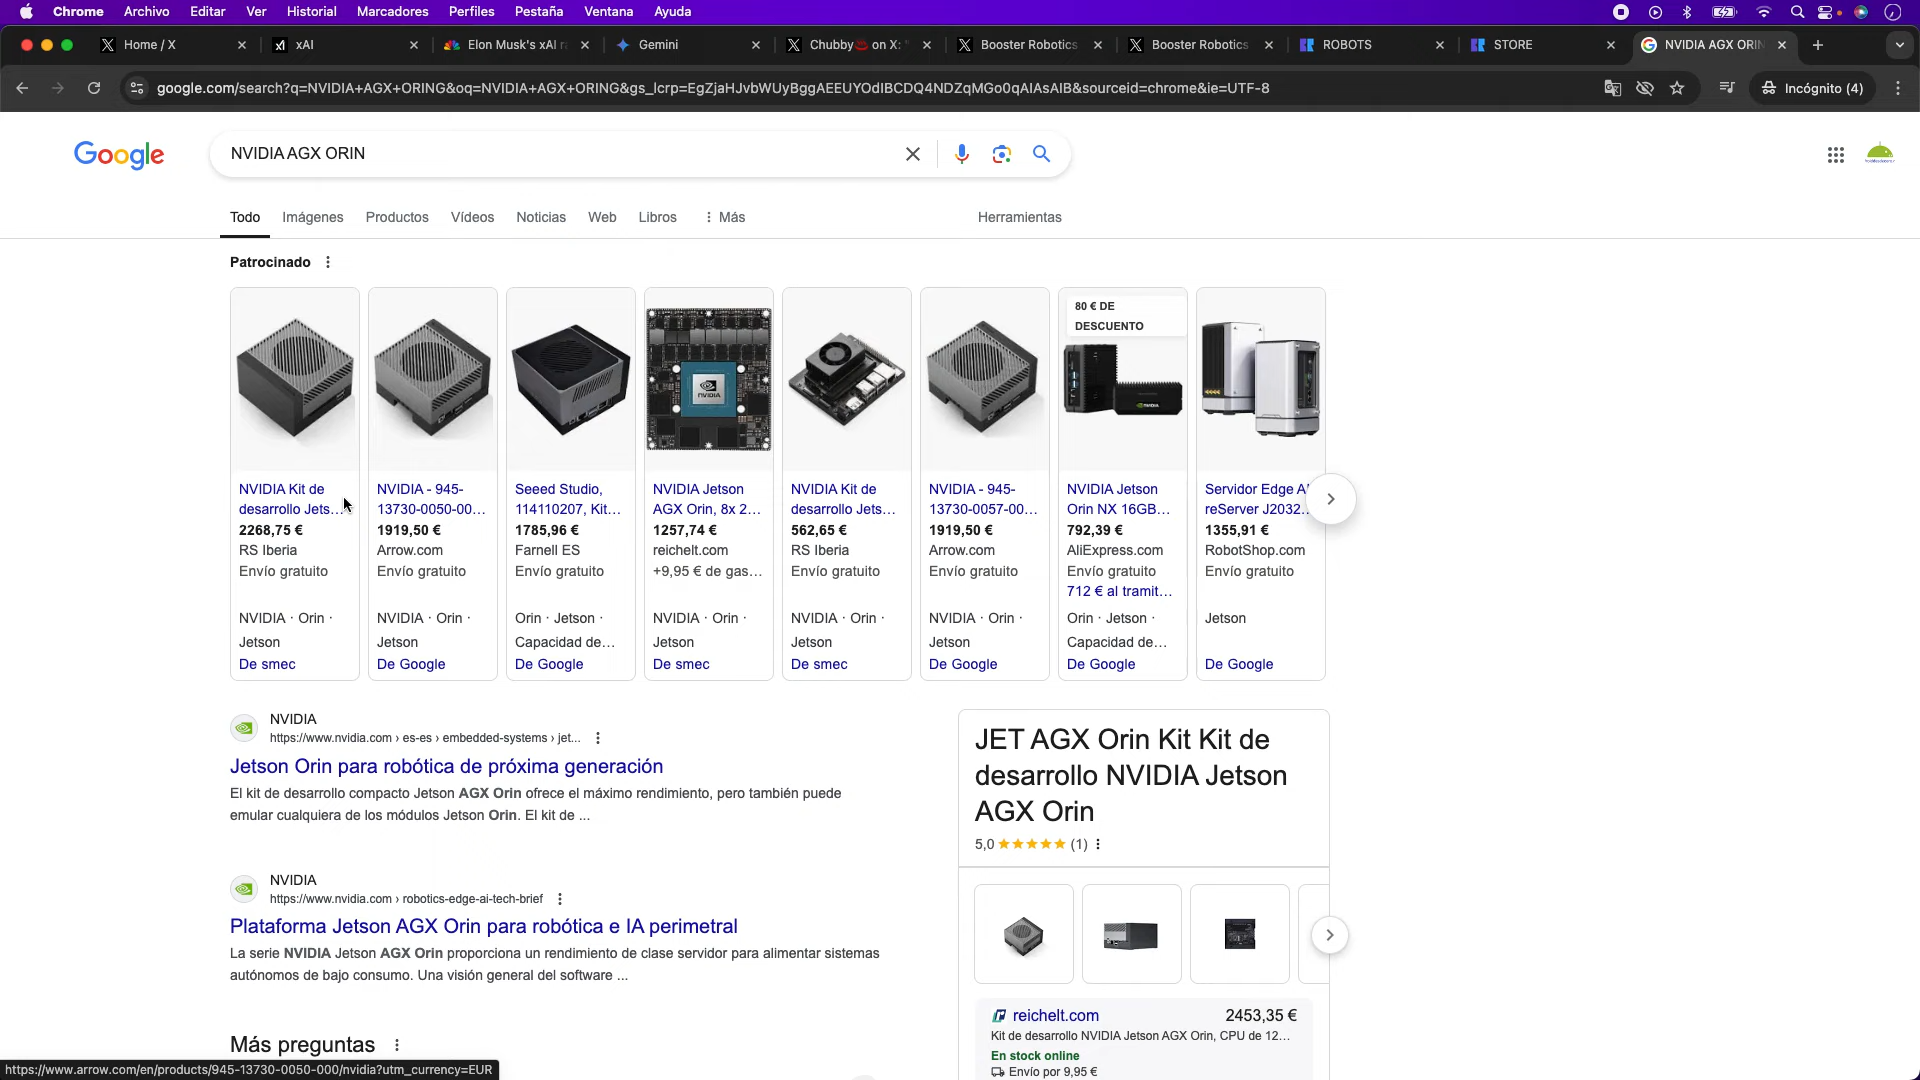 Chrome Archivo Editar Ver Historial Marcadores Perfiles Pestaña Ventana Ayuda
Home / X
xAI
Elon Musk's xAI ra
Gemini
Chubby♨️ on X: "
Booster Robotics
Booster Robotics
ROBOTS
STORE
NVIDIA AGX ORIN
google.com/search?q=NVIDIA+AGX+ORING&oq=NVIDIA+AGX+ORING&gs_lcrp=EgZjaHJvbWUyBggAEEUYOdIBCDQ4NDZqMGo0qAIAsAIB&sourceid=chrome&ie=UTF-8
Incógnito (4)
Google
NVIDIA AGX ORIN
Todo Imágenes Productos Vídeos Noticias Web Libros Más Herramientas
Patrocinado
NVIDIA Kit de
desarrollo Jets...
2268,75 €
RS Iberia
Envío gratuito
NVIDIA · Orin ·
Jetson
De smec
NVIDIA - 945-
13730-0050-00...
1919,50 €
Arrow.com
Envío gratuito
NVIDIA · Orin ·
Jetson
De Google
Seeed Studio,
114110207, Kit...
1785,96 €
Farnell ES
Envío gratuito
Orin · Jetson ·
Capacidad de...
De Google
NVIDIA
NVIDIA Jetson
AGX Orin, 8x 2...
1257,74 €
reichelt.com
+9,95 € de gas...
NVIDIA · Orin ·
Jetson
De smec
NVIDIA Kit de
desarrollo Jets...
562,65 €
RS Iberia
Envío gratuito
NVIDIA · Orin ·
Jetson
De smec
NVIDIA - 945-
13730-0057-00...
1919,50 €
Arrow.com
Envío gratuito
NVIDIA · Orin ·
Jetson
De Google
80 € DE
DESCUENTO
NVIDIA Jetson
Orin NX 16GB...
792,39 €
AliExpress.com
Envío gratuito
712 € al tramit...
Orin · Jetson ·
Capacidad de...
De Google
Servidor Edge AI
reServer J2032...
1355,91 €
RobotShop.com
Envío gratuito
Jetson
De Google
NVIDIA
https://www.nvidia.com › es-es › embedded-systems › jet...
Jetson Orin para robótica de próxima generación
El kit de desarrollo compacto Jetson AGX Orin ofrece el máximo rendimiento, pero también puede
emular cualquiera de los módulos Jetson Orin. El kit de ...
NVIDIA
https://www.nvidia.com › robotics-edge-ai-tech-brief
Plataforma Jetson AGX Orin para robótica e IA perimetral
La serie NVIDIA Jetson AGX Orin proporciona un rendimiento de clase servidor para alimentar sistemas
autónomos de bajo consumo. Una visión general del software ...
Más preguntas
https://www.arrow.com/en/products/945-13730-0050-000/nvidia?utm_currency=EUR
JET AGX Orin Kit Kit de
desarrollo NVIDIA Jetson
AGX Orin
5,0 ★★★★★ (1)
reichelt.com 2453,35 €
Kit de desarrollo NVIDIA Jetson AGX Orin, CPU de 12...
En stock online
Envío por 9,95 €